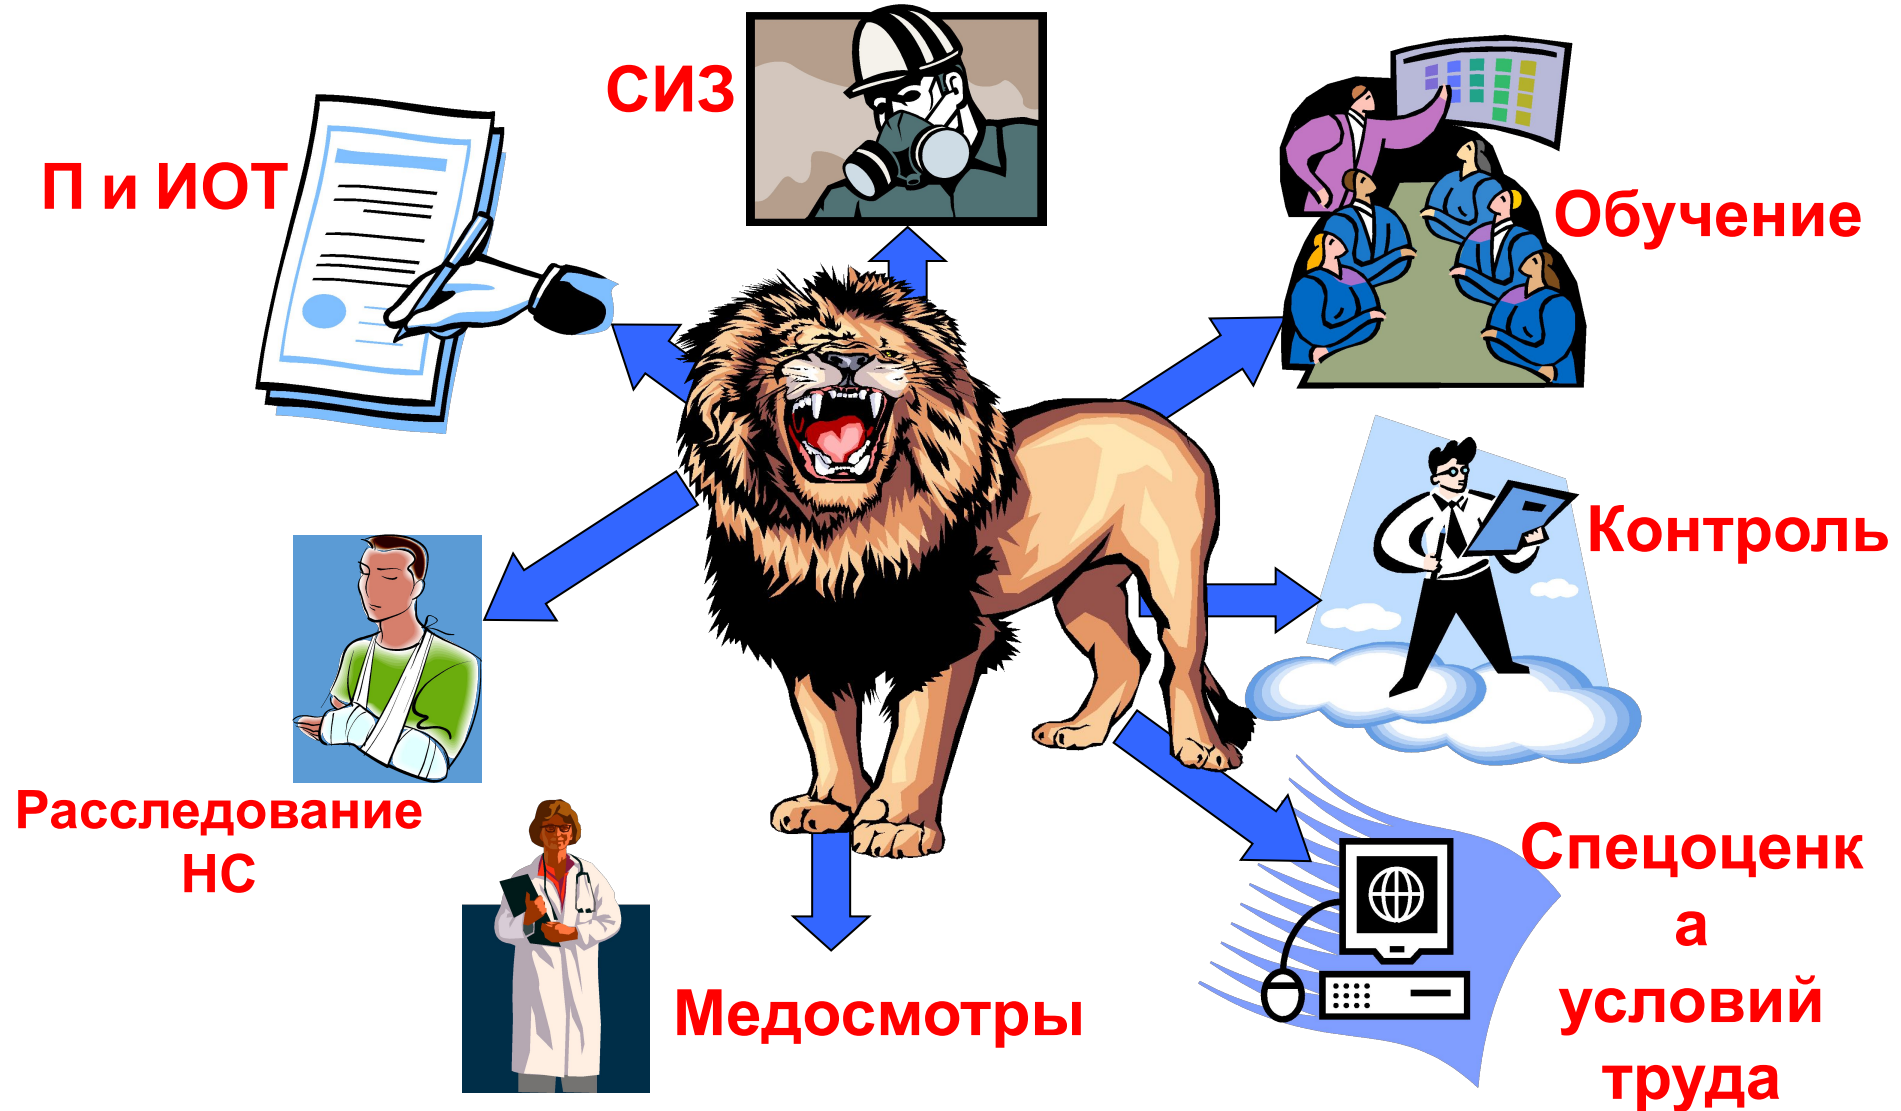 СИЗ
П и ИОТ
Обучение
Контроль
Расследование
НС
Спецоценк
а
условий
труда
Медосмотры